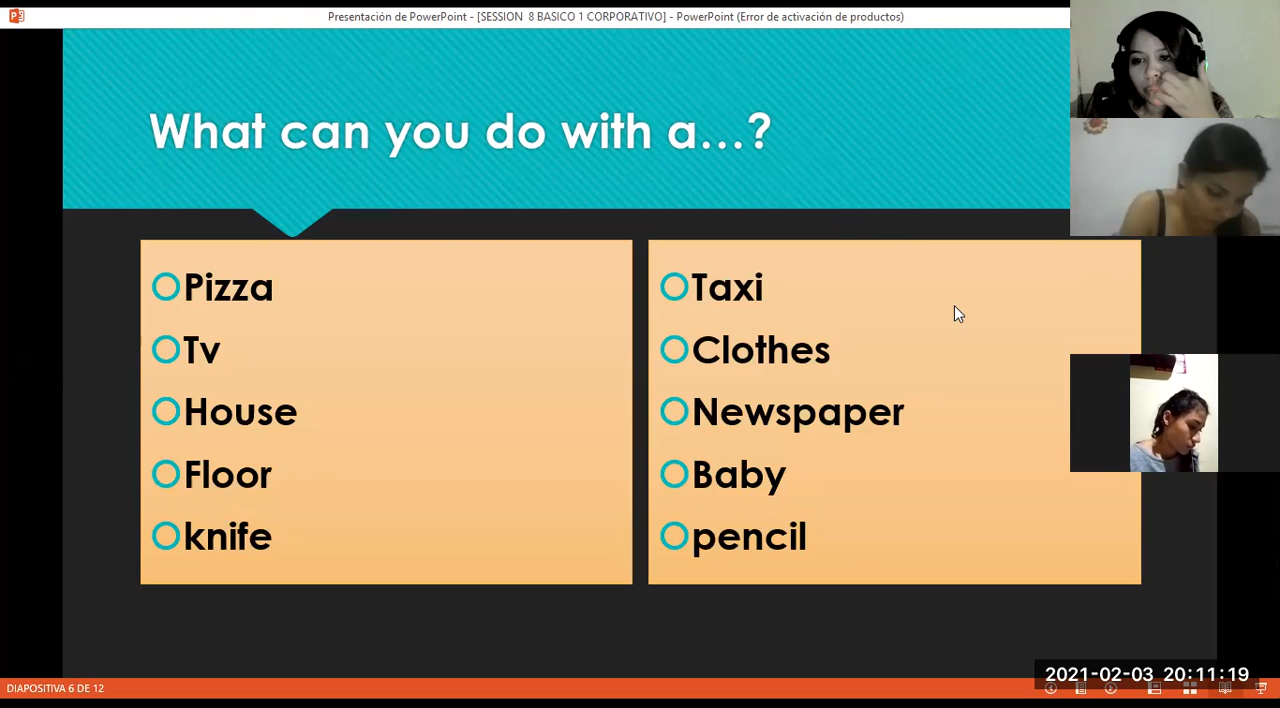 Presentación de PowerPoint - [SESSION 8 BASICO 1 CORPORATIVO] - PowerPoint (Error de activación de productos)
What can you do with a...?
Pizza
Tv
House
Floor
knife
Taxi
Clothes
Newspaper
Baby
pencil
2021-02-03 20:11:19
DIAPOSITIVA 6 DE 12